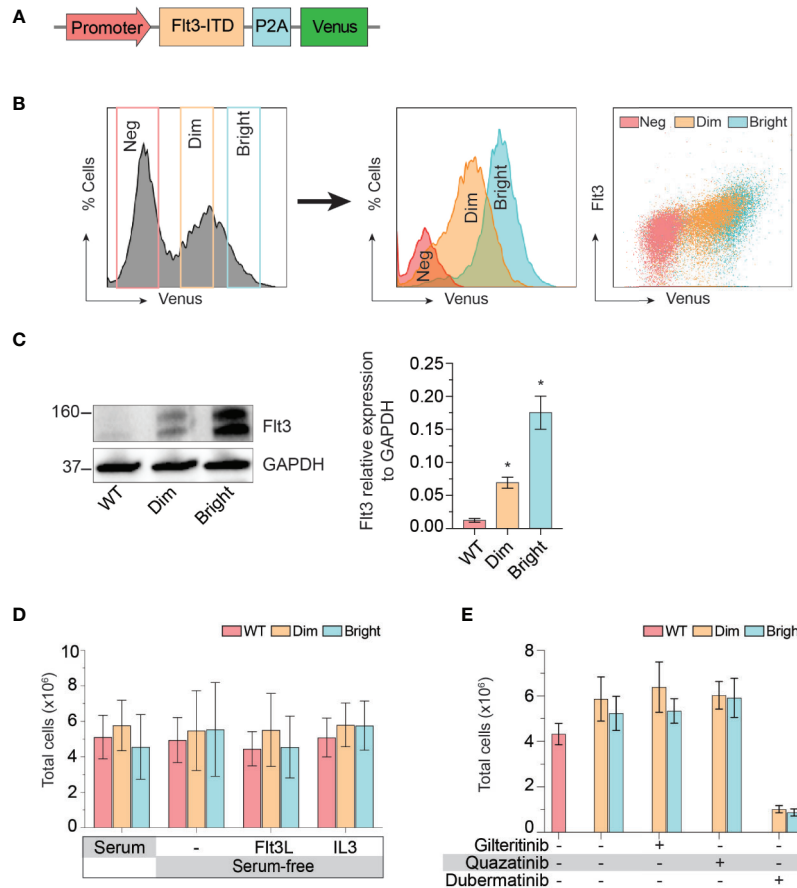 A
Promoter Flt3-ITD P2A Venus
B
Neg Dim Bright
% Cells
Venus
Neg Dim Bright
% Cells
Venus
Neg Dim Bright
Flt3
Venus
C
160
Flt3
37
GAPDH
WT Dim Bright
Flt3 relative expression
to GAPDH
0.25
0.20
0.15
0.10
0.05
0.00
* *
WT Dim Bright
D
WT Dim Bright
Total cells (x10⁶)
10
8
6
4
2
0
Serum - Flt3L IL3
Serum-free
E
WT Dim Bright
Total cells (x10⁶)
8
6
4
2
0
Gilteritinib - - + - -
Quazatinib - - - + -
Dubermatinib - - - - +